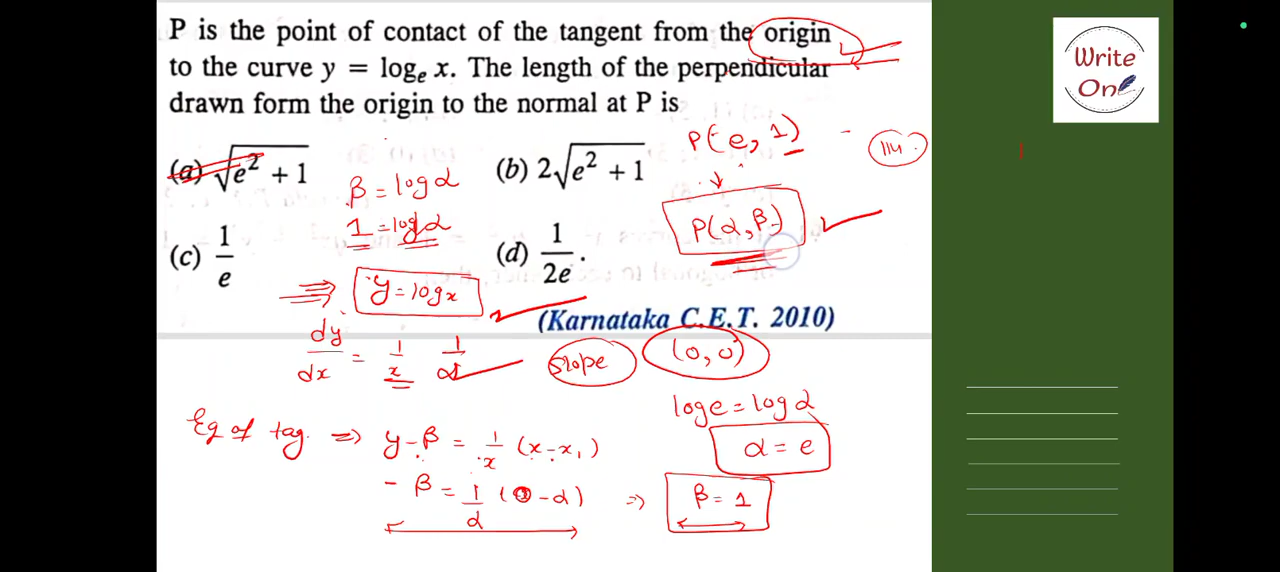 P is the point of contact of the tangent from the origin
to the curve y = logₑ x. The length of the perpendicular
drawn form the origin to the normal at P is
(a) √(e² + 1)
(b) 2√(e² + 1)
(c) 1/e
(d) 1/2e.
(Karnataka C.E.T. 2010)
Write
On
P(e, 1)
P(α, β)
β = log α
1 = log α
⇒ y = log x
dy/dx = 1/x 1/α
Slope
(0, 0)
Eq of tag. ⇒ y - β = 1/x (x - x₁)
- β = 1/α (0 - α) ⇒ β = 1
log e = log α
α = e